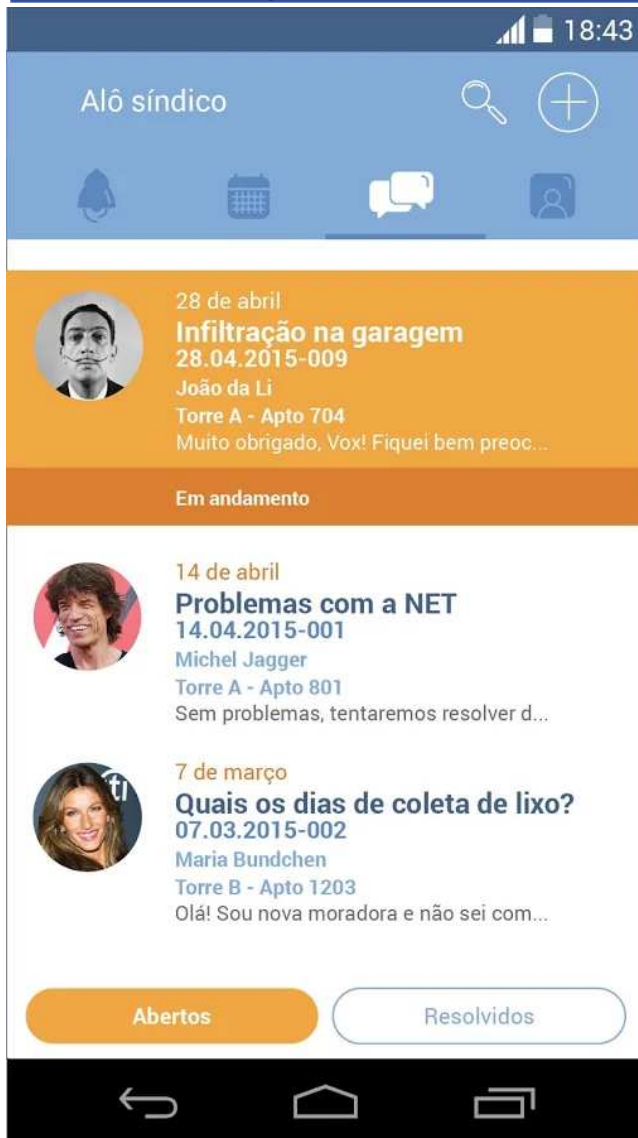 18:43
Alô síndico
28 de abril
Infiltração na garagem
28.04.2015-009
João da Li
Torre A - Apto 704
Muito obrigado, Vox! Fiquei bem preoc...
Em andamento
14 de abril
Problemas com a NET
14.04.2015-001
Michel Jagger
Torre A - Apto 801
Sem problemas, tentaremos resolver d...
7 de março
Quais os dias de coleta de lixo?
07.03.2015-002
Maria Bundchen
Torre B - Apto 1203
Olá! Sou nova moradora e não sei com...
Abertos
Resolvidos